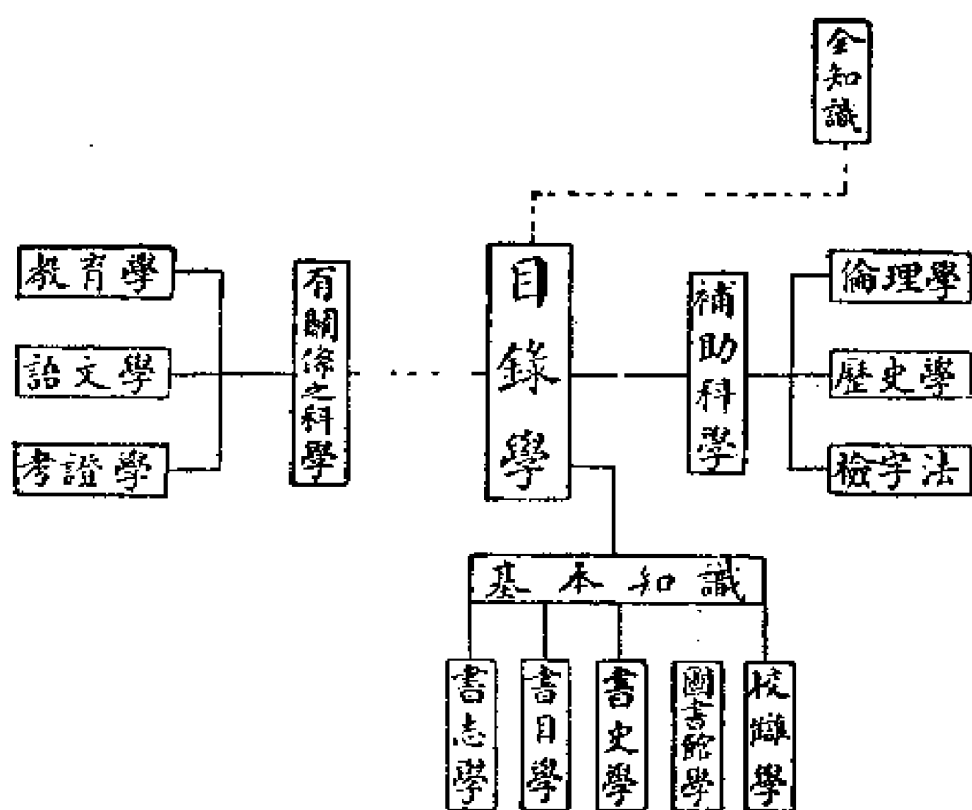 全知識
教育學
語文學
考證學
有關係之科學
目錄學
補助科學
倫理學
歷史學
檢字法
基本知識
書志學
書目學
書史學
圖書館學
校讎學